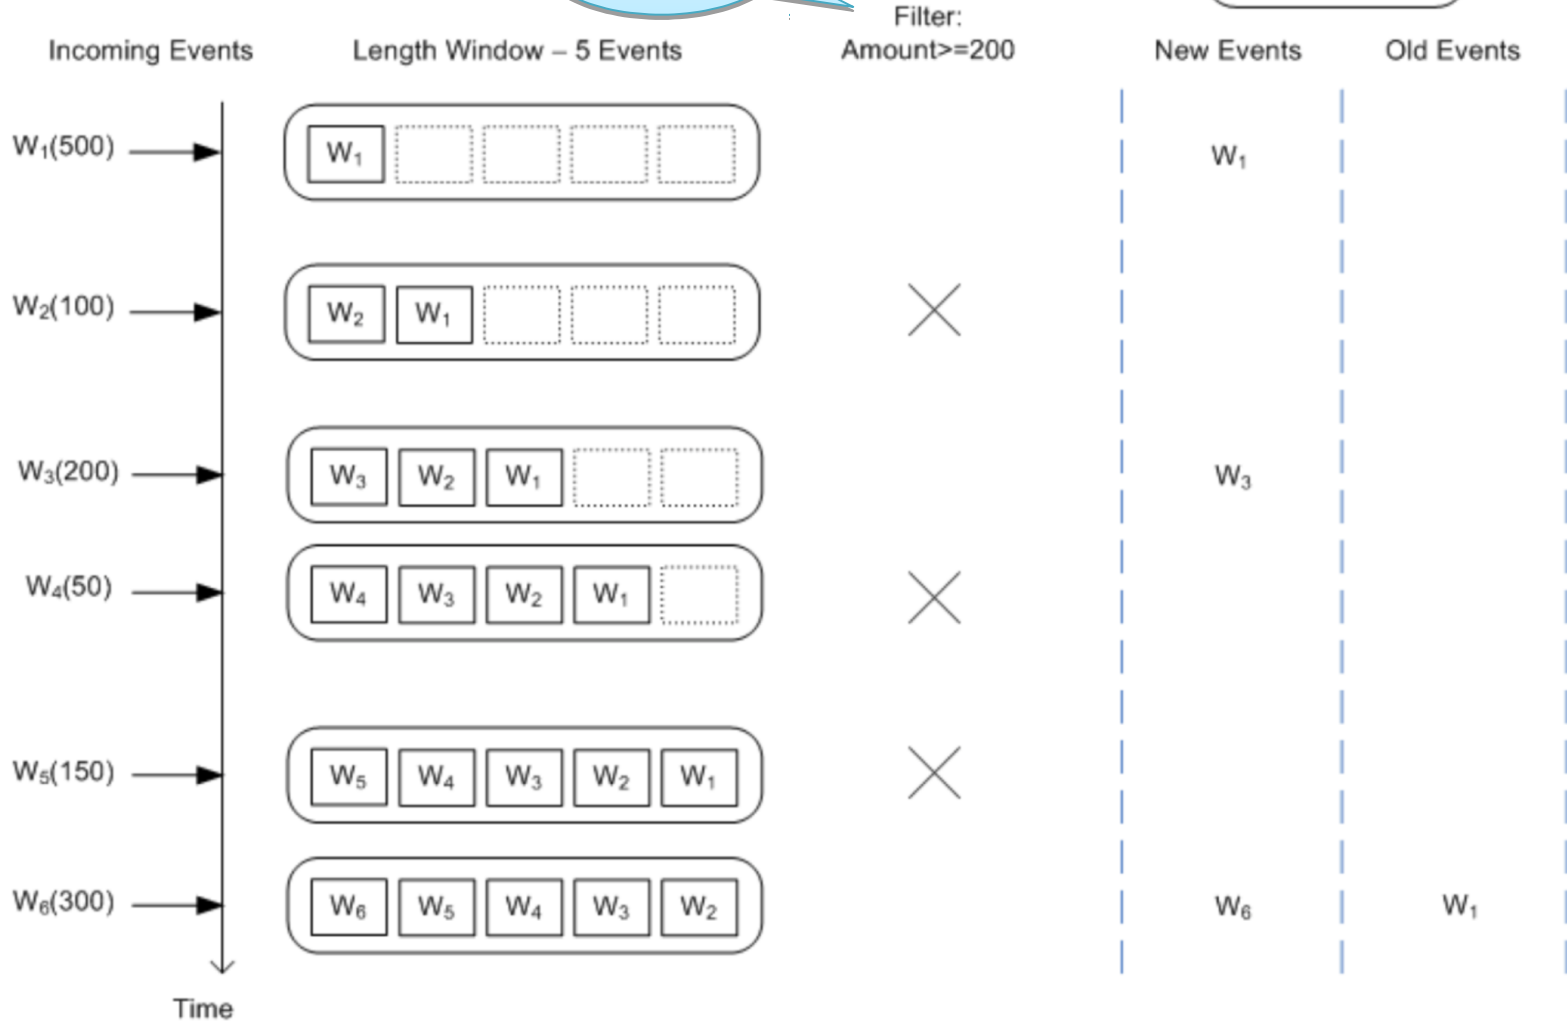 Filter:
Incoming Events Length Window – 5 Events Amount>=200 New Events Old Events
W₁(500) W₁ W₁
W₂(100) W₂ W₁
W₃(200) W₃ W₂ W₁ W₃
W₄(50) W₄ W₃ W₂ W₁
W₅(150) W₅ W₄ W₃ W₂ W₁
W₆(300) W₆ W₅ W₄ W₃ W₂ W₆ W₁
Time